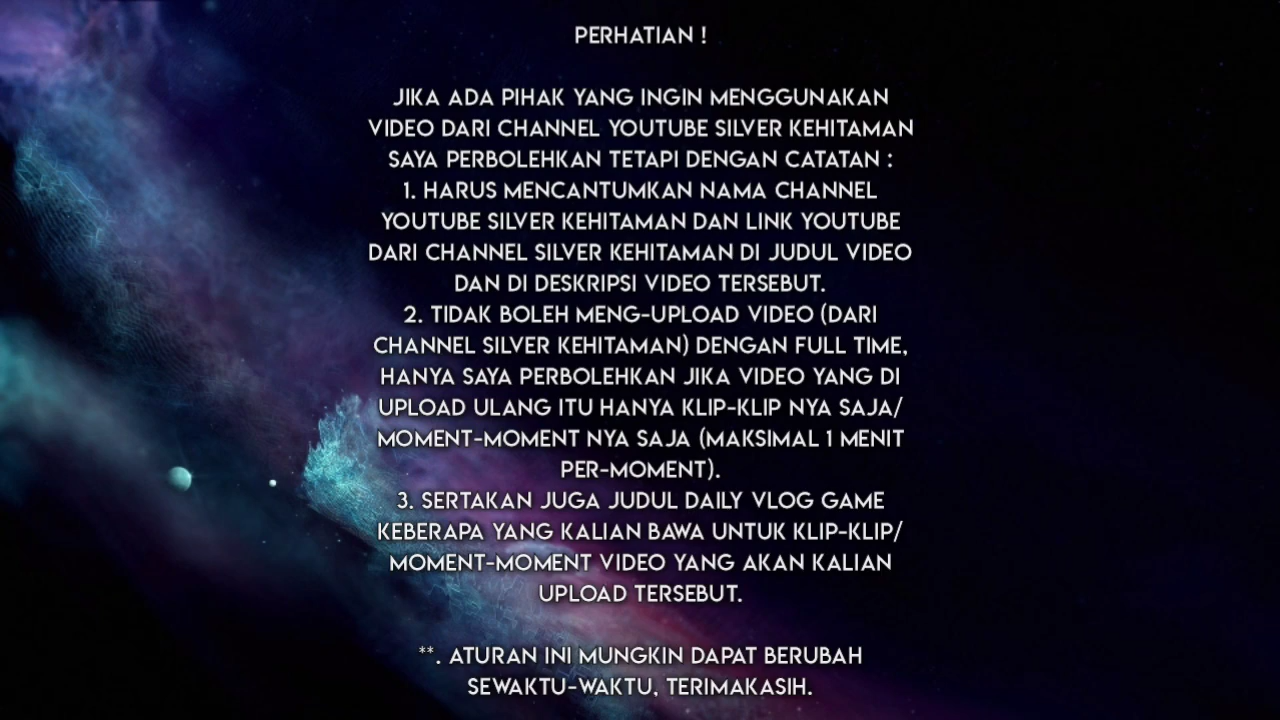 PERHATIAN !
JIKA ADA PIHAK YANG INGIN MENGGUNAKAN
VIDEO DARI CHANNEL YOUTUBE SILVER KEHITAMAN
SAYA PERBOLEHKAN TETAPI DENGAN CATATAN :
1. HARUS MENCANTUMKAN NAMA CHANNEL
YOUTUBE SILVER KEHITAMAN DAN LINK YOUTUBE
DARI CHANNEL SILVER KEHITAMAN DI JUDUL VIDEO
DAN DI DESKRIPSI VIDEO TERSEBUT.
2. TIDAK BOLEH MENG-UPLOAD VIDEO (DARI
CHANNEL SILVER KEHITAMAN) DENGAN FULL TIME,
HANYA SAYA PERBOLEHKAN JIKA VIDEO YANG DI
UPLOAD ULANG ITU HANYA KLIP-KLIP NYA SAJA/
MOMENT-MOMENT NYA SAJA (MAKSIMAL 1 MENIT
PER-MOMENT).
3. SERTAKAN JUGA JUDUL DAILY VLOG GAME
KEBERAPA YANG KALIAN BAWA UNTUK KLIP-KLIP/
MOMENT-MOMENT VIDEO YANG AKAN KALIAN
UPLOAD TERSEBUT.
**. ATURAN INI MUNGKIN DAPAT BERUBAH
SEWAKTU-WAKTU, TERIMAKASIH.